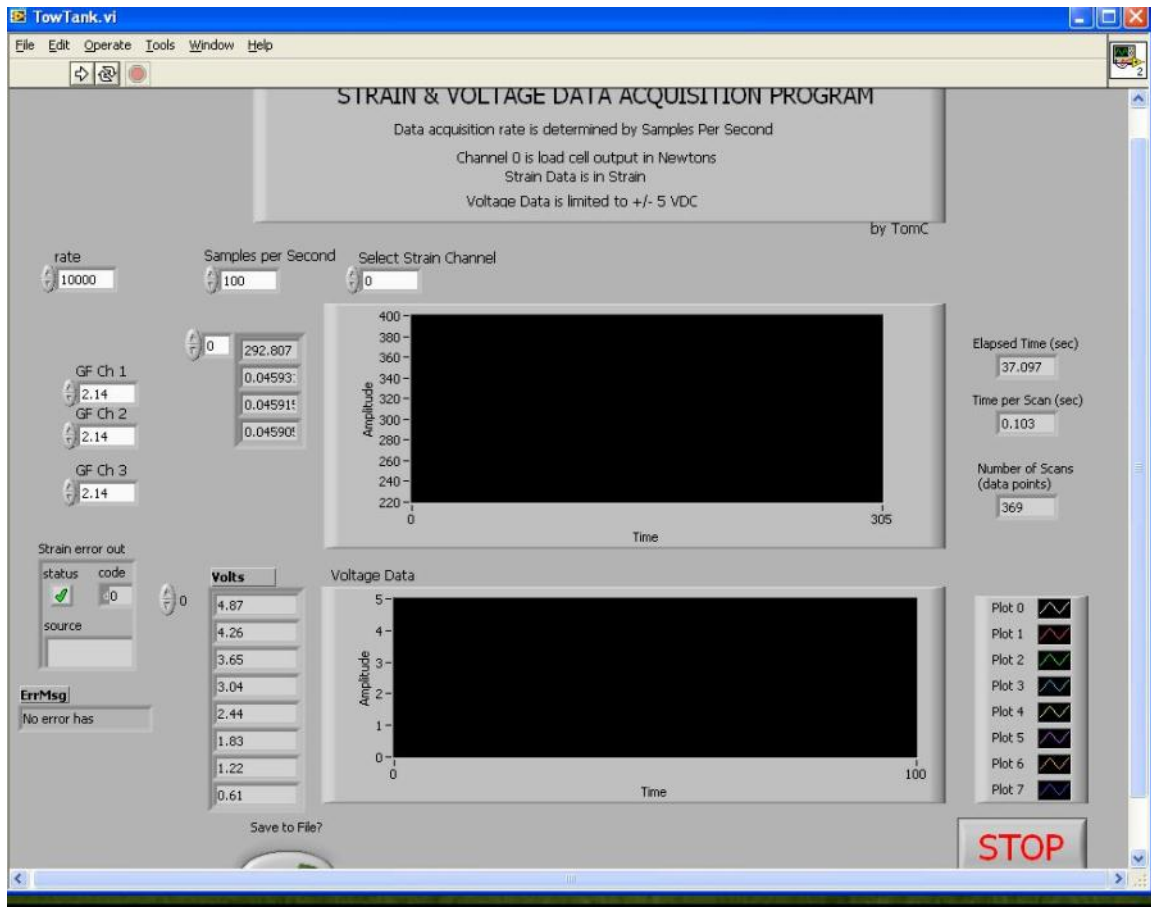 TowTank.vi
File Edit Operate Tools Window Help
2
STRAIN & VOLTAGE DATA ACQUISITION PROGRAM
Data acquisition rate is determined by Samples Per Second
Channel 0 is load cell output in Newtons
Strain Data is in Strain
Voltage Data is limited to +/- 5 VDC
by TomC
rate
10000
Samples per Second
100
Select Strain Channel
0
GF Ch 1
2.14
GF Ch 2
2.14
GF Ch 3
2.14
0
292.807
0.04593
0.04591
0.04590
400
380
360
340
320
300
280
260
240
220
Amplitude
0
305
Time
Elapsed Time (sec)
37.097
Time per Scan (sec)
0.103
Number of Scans
(data points)
369
Strain error out
status code
0
source
ErrMsg
No error has
0
Volts
4.87
4.26
3.65
3.04
2.44
1.83
1.22
0.61
Voltage Data
5
4
3
2
1
0
Amplitude
0
100
Time
Plot 0
Plot 1
Plot 2
Plot 3
Plot 4
Plot 5
Plot 6
Plot 7
Save to File?
STOP